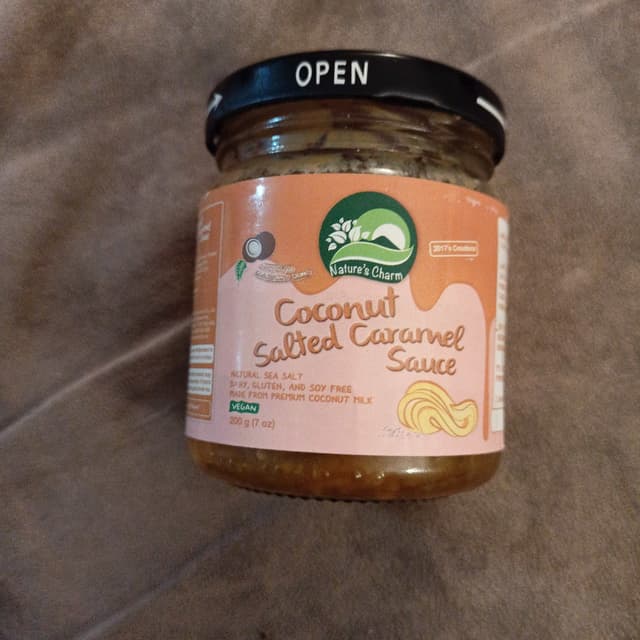 OPEN
Nature's Charm
2017's Creations
Coconut
Salted Caramel
Sauce
NATURAL SEA SALT
DAIRY, GLUTEN, AND SOY FREE
MADE FROM PREMIUM COCONUT MILK
VEGAN
200 g (7 oz)